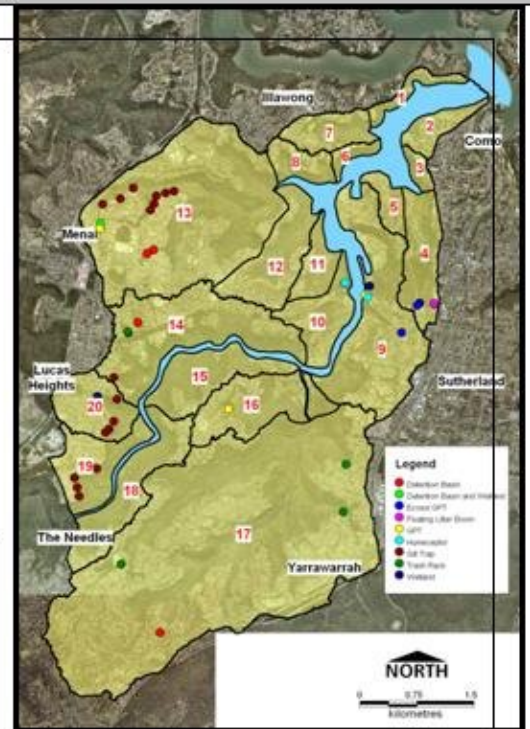 Illawong
1
7
2
Como
8
6
3
13
5
Menai
4
12
11
14
10
9
Lucas
Heights
15
Sutherland
20
16
Legend
Detention Basin
Detention Basin and Wetland
Ecosol GPT
Floating Litter Boom
GPT
Humeceptor
Silt Trap
Trash Rack
Wetland
19
18
The Needles
17
Yarrawarrah
NORTH
0 0.75 1.5
kilometres